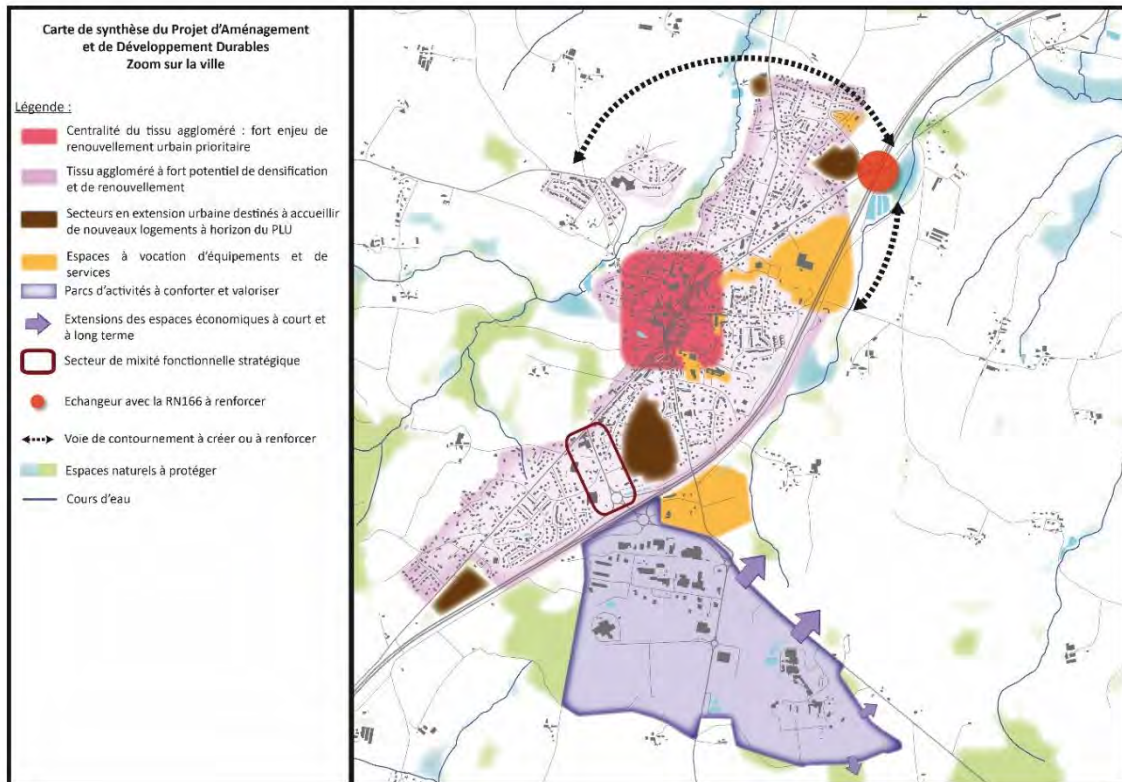 Carte de synthèse du Projet d'Aménagement
et de Développement Durables
Zoom sur la ville
Légende :
Centralité du tissu aggloméré : fort enjeu de
renouvellement urbain prioritaire
Tissu aggloméré à fort potentiel de densification
et de renouvellement
Secteurs en extension urbaine destinés à accueillir
de nouveaux logements à horizon du PLU
Espaces à vocation d'équipements et de
services
Parcs d'activités à conforter et valoriser
Extensions des espaces économiques à court et
à long terme
Secteur de mixité fonctionnelle stratégique
Echangeur avec la RN166 à renforcer
Voie de contournement à créer ou à renforcer
Espaces naturels à protéger
Cours d'eau